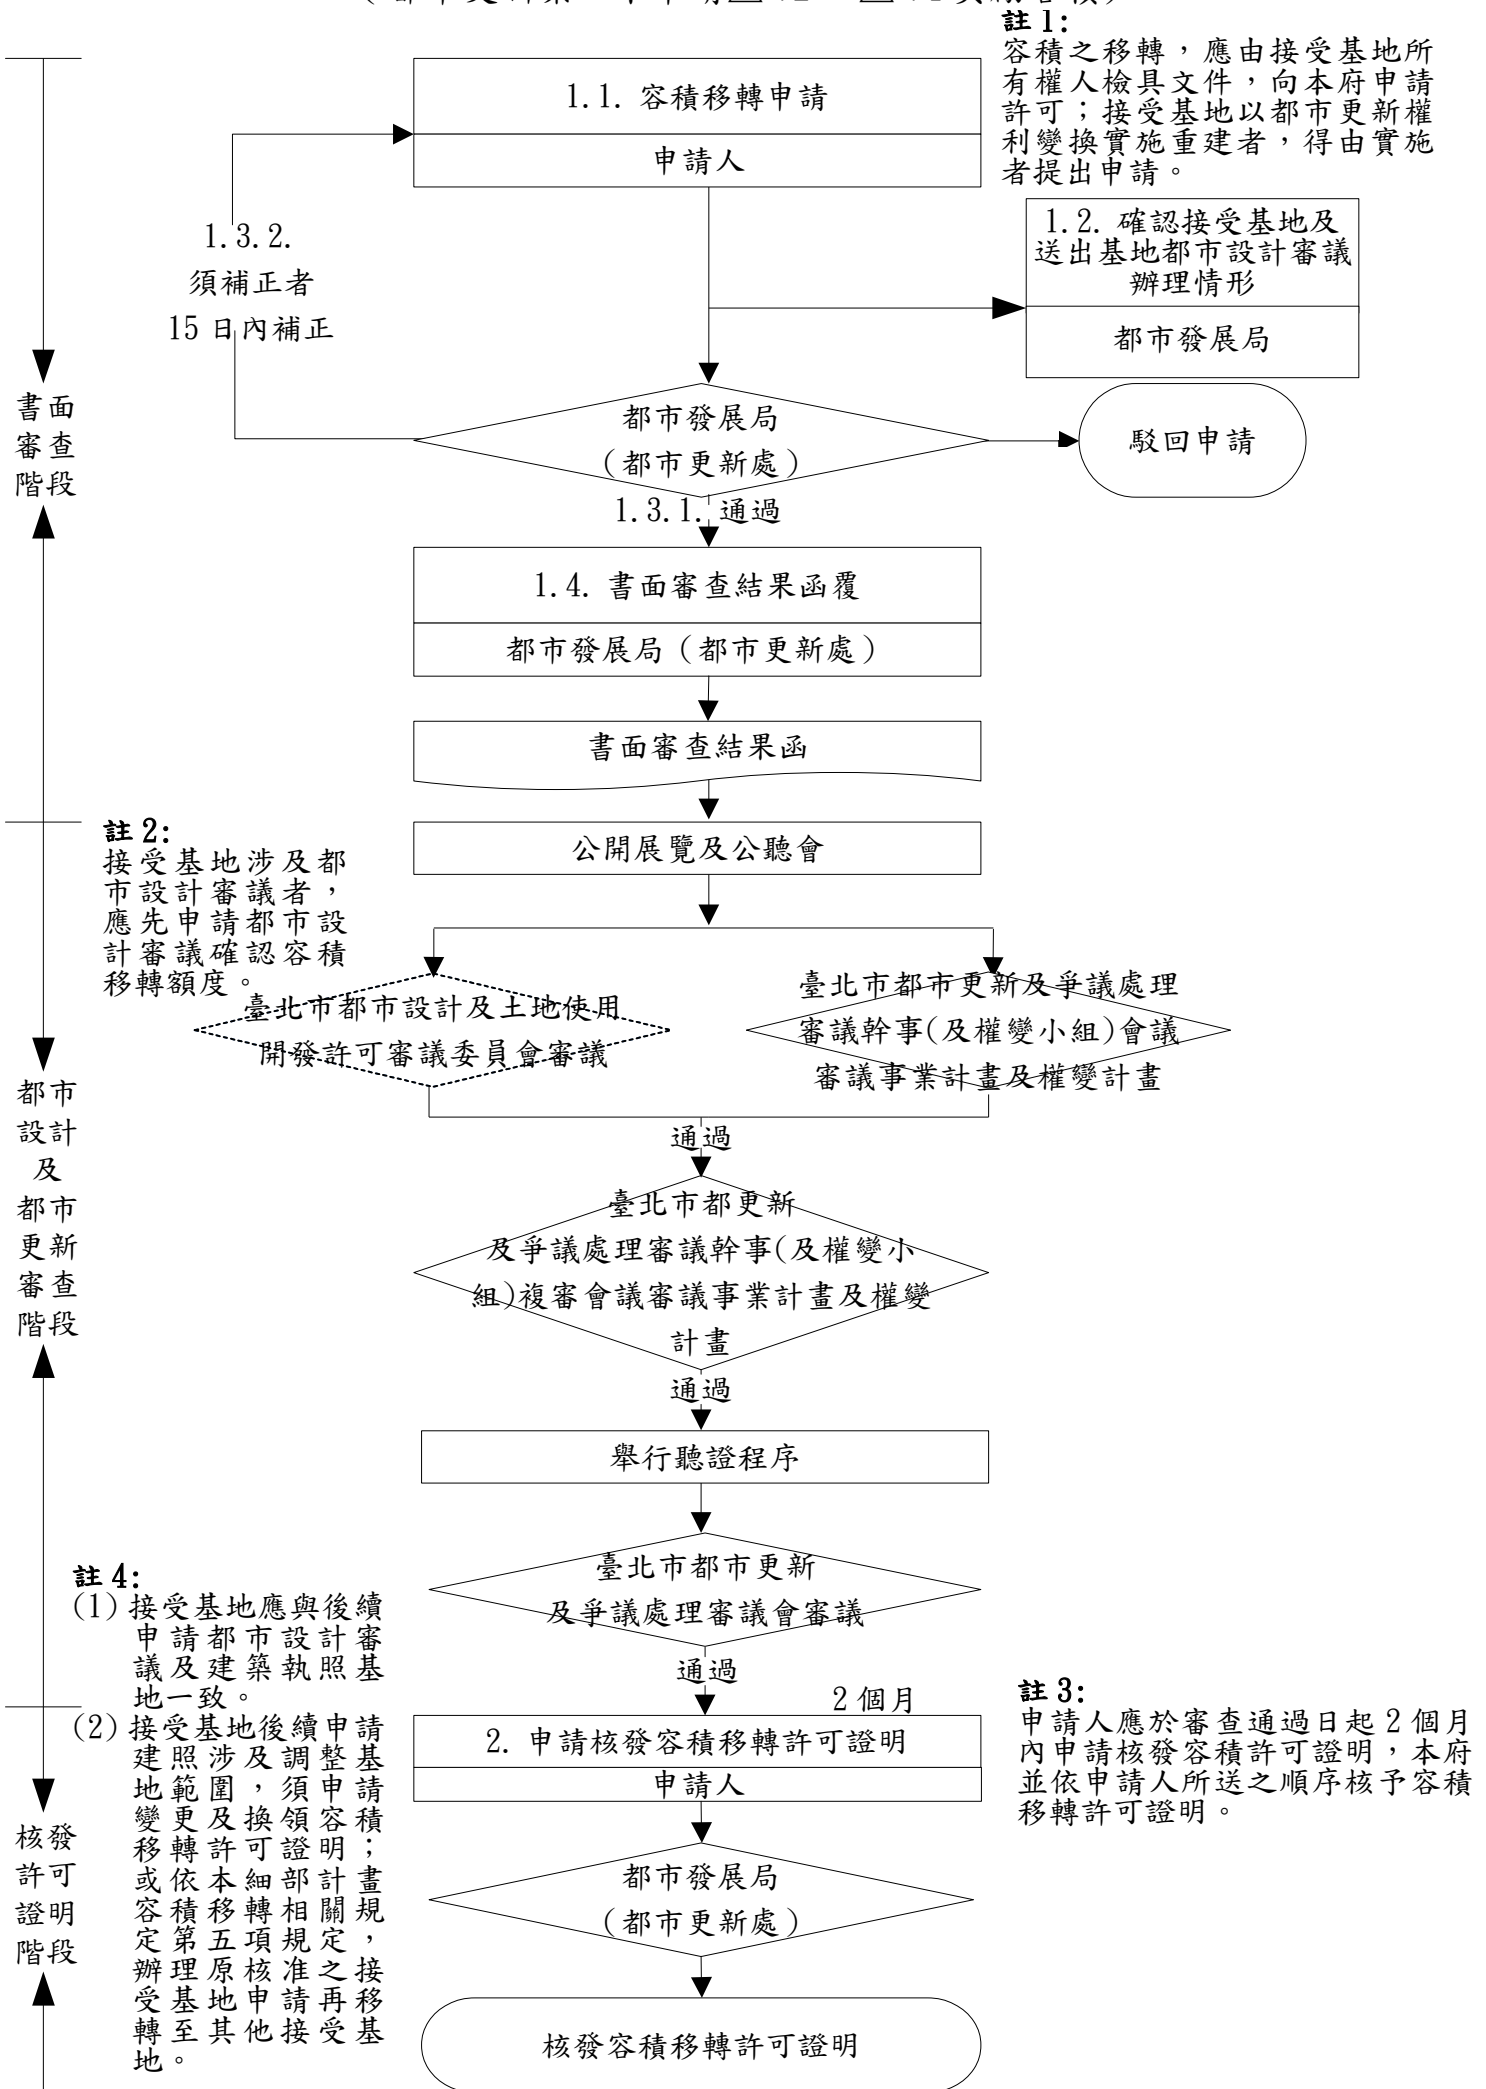 註1:
容積之移轉，應由接受基地所
有權人檢具文件，向本府申請
許可；接受基地以都市更新權
利變換實施重建者，得由實施
者提出申請。
1.1. 容積移轉申請
申請人
1.2. 確認接受基地及
送出基地都市設計審議
辦理情形
都市發展局
1.3.2.
須補正者
15日內補正
書面
審查
階段
都市發展局
（都市更新處）
駁回申請
1.3.1. 通過
1.4. 書面審查結果函覆
都市發展局（都市更新處）
書面審查結果函
公開展覽及公聽會
註2:
接受基地涉及都
市設計審議者，
應先申請都市設
計審議確認容積
移轉額度。
臺北市都市設計及土地使用
開發許可審議委員會審議
臺北市都市更新及爭議處理
審議幹事(及權變小組)會議
審議事業計畫及權變計畫
都市
設計
及
都市
更新
審查
階段
通過
臺北市都更新
及爭議處理審議幹事(及權變小
組)複審會議審議事業計畫及權變
計畫
通過
舉行聽證程序
臺北市都市更新
及爭議處理審議會審議
通過
2個月
註4:
(1)接受基地應與後續
申請都市設計審
議及建築執照基
地一致。
(2)接受基地後續申請
建照涉及調整基
地範圍，須申請
變更及換領容積
移轉許可證明；
或依本細部計畫
容積移轉相關規
定第五項規定，
辦理原核准之接
受基地申請再移
轉至其他接受基
地。
2. 申請核發容積移轉許可證明
申請人
註3:
申請人應於審查通過日起2個月
內申請核發容積許可證明，本府
並依申請人所送之順序核予容積
移轉許可證明。
核發
許可
證明
階段
都市發展局
（都市更新處）
核發容積移轉許可證明